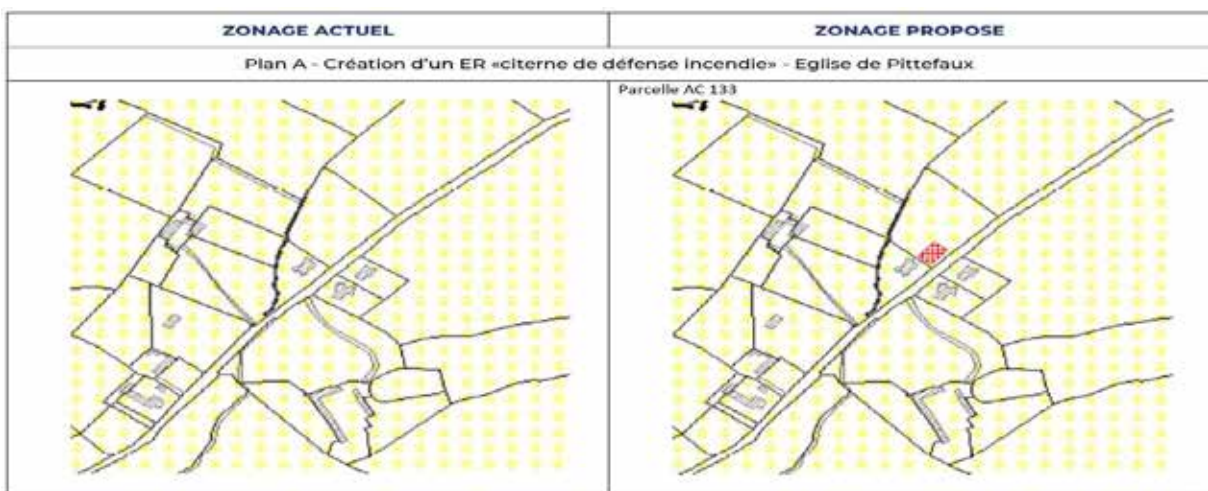 ZONAGE ACTUEL
ZONAGE PROPOSE
Plan A - Création d'un ER «citerne de défense incendie» - Eglise de Pittefaux
Parcelle AC 133